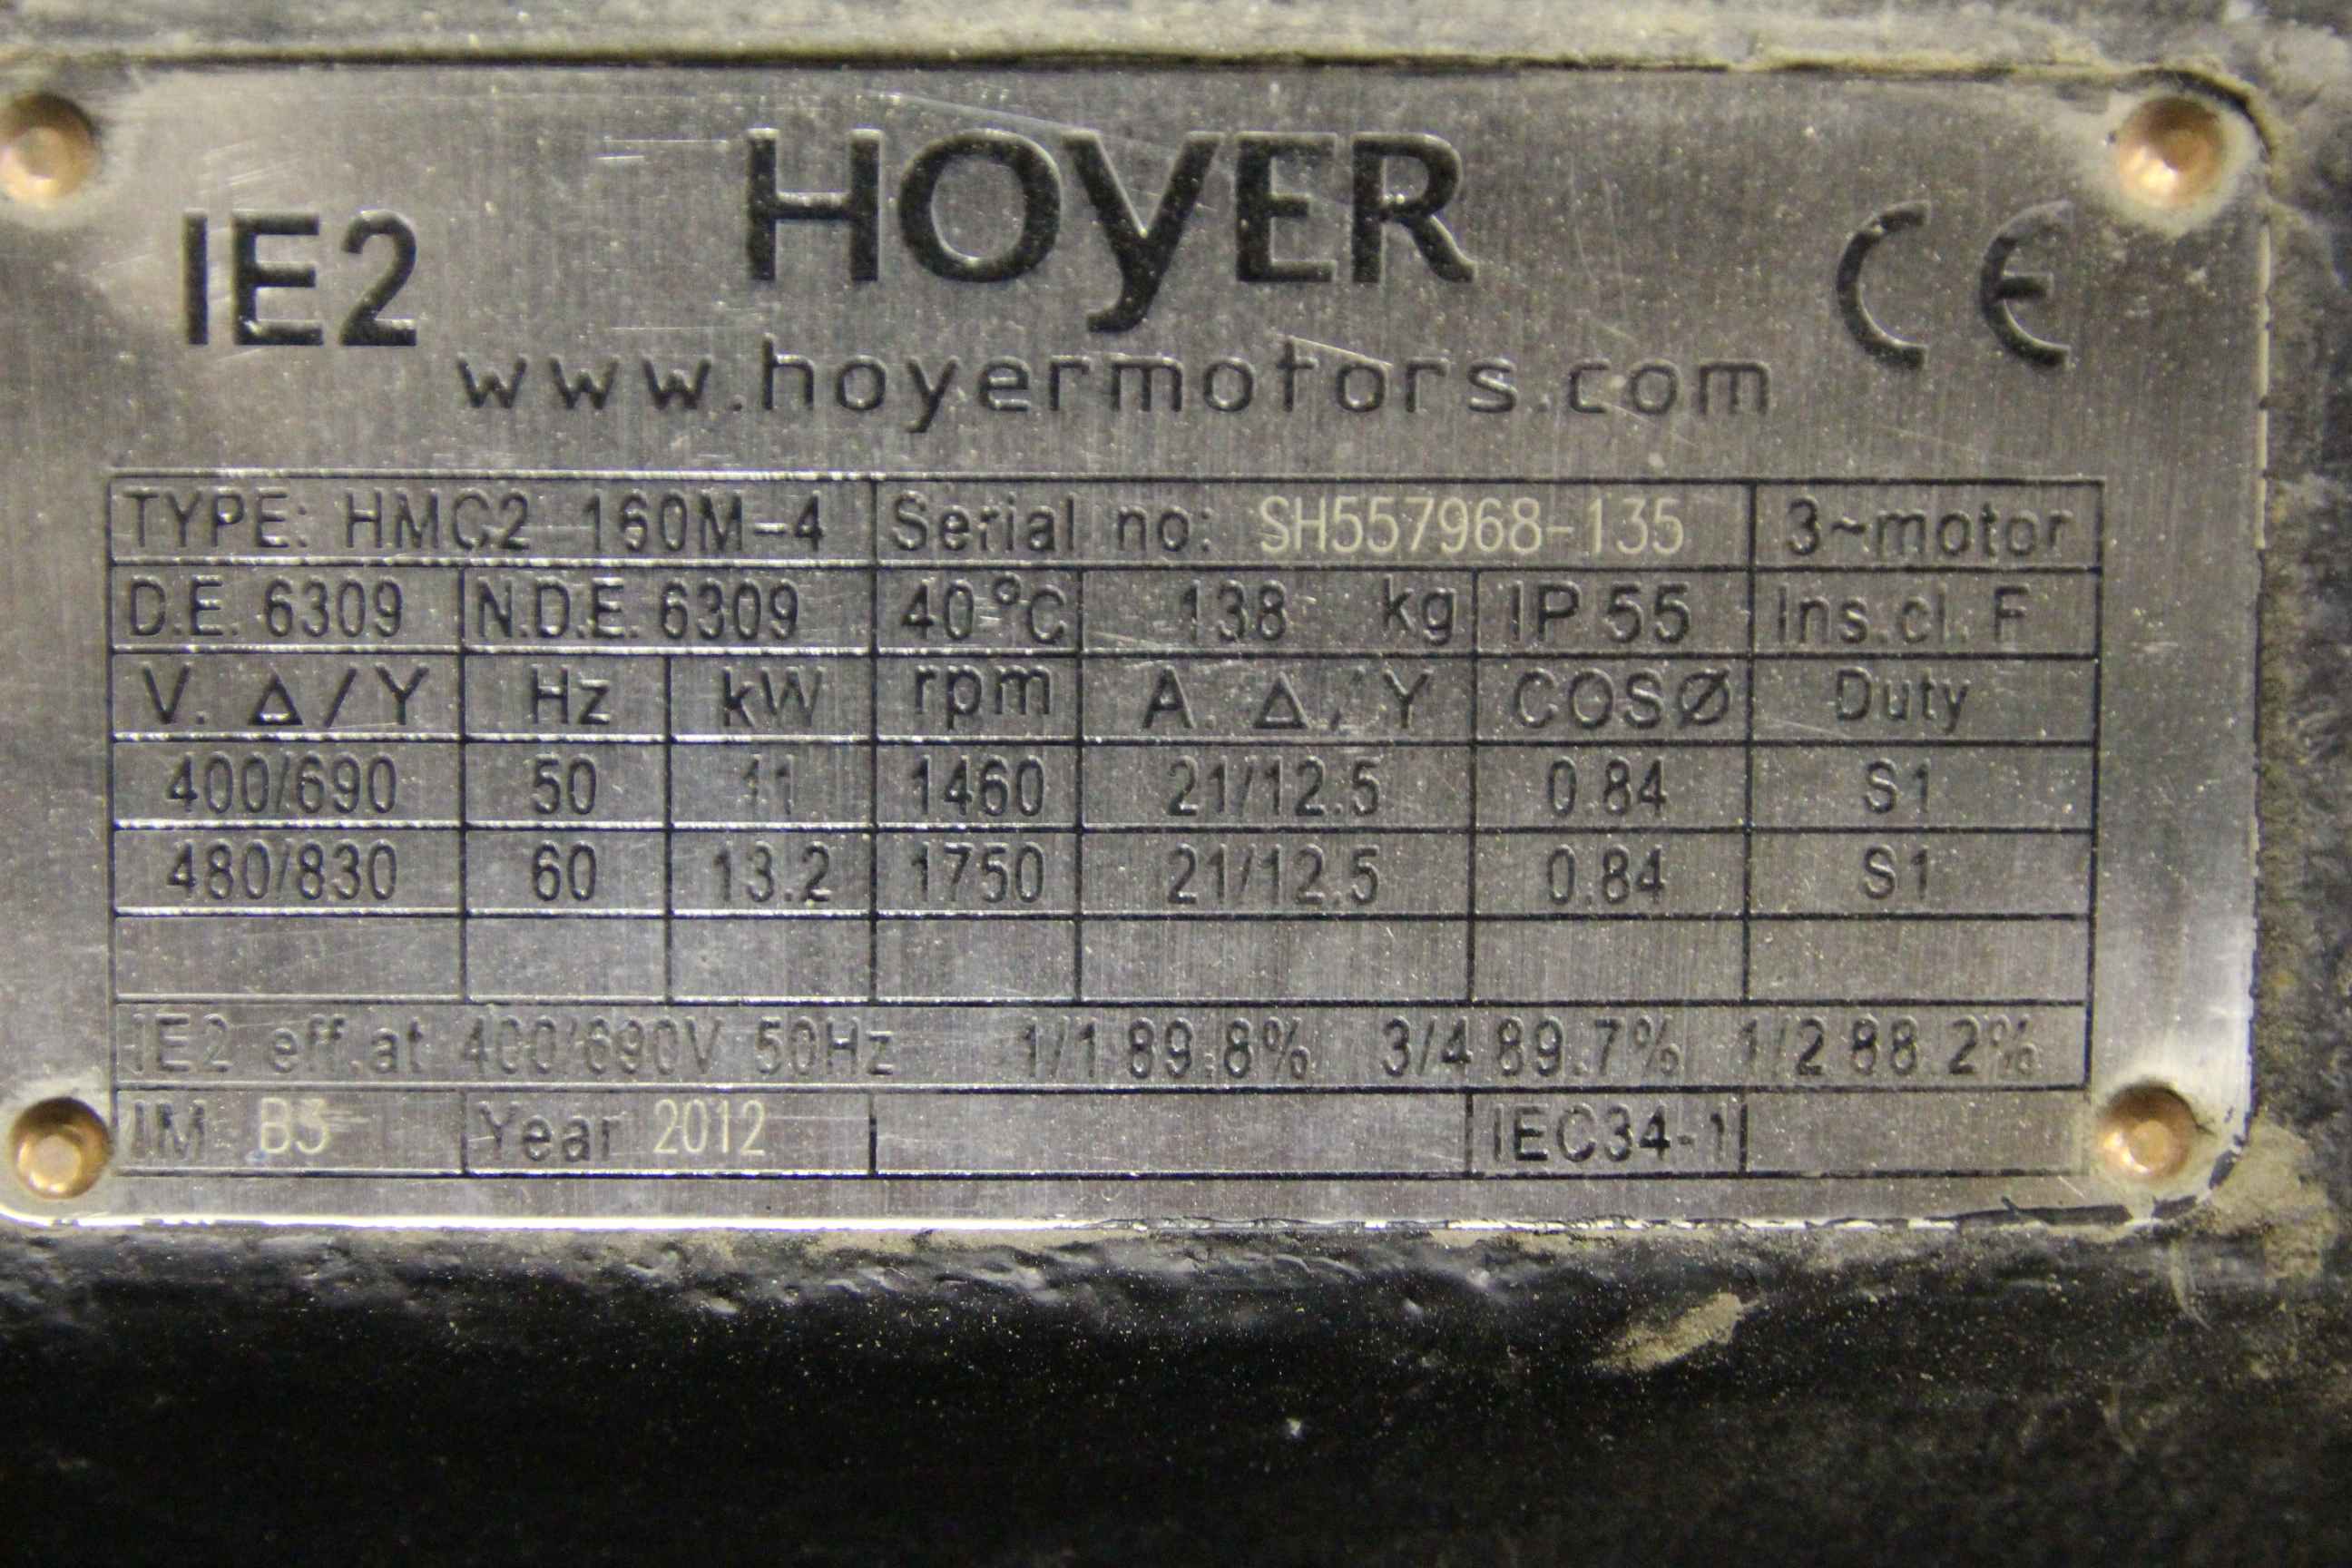 IE2 HOYER CE
www.hoyermotors.com
TYPE: HMC2 160M-4 Serial no: SH557968-135 3~motor
D.E. 6309 N.D.E. 6309 40°C 138 kg IP 55 Ins.cl. F
V. Δ/Y Hz kW rpm A. Δ/Y COSØ Duty
400/690 50 11 1460 21/12.5 0.84 S1
480/830 60 13.2 1750 21/12.5 0.84 S1
IE2 eff.at 400/690V 50Hz 1/1 89.8% 3/4 89.7% 1/2 88.2%
IM B3 Year 2012 IEC34-1